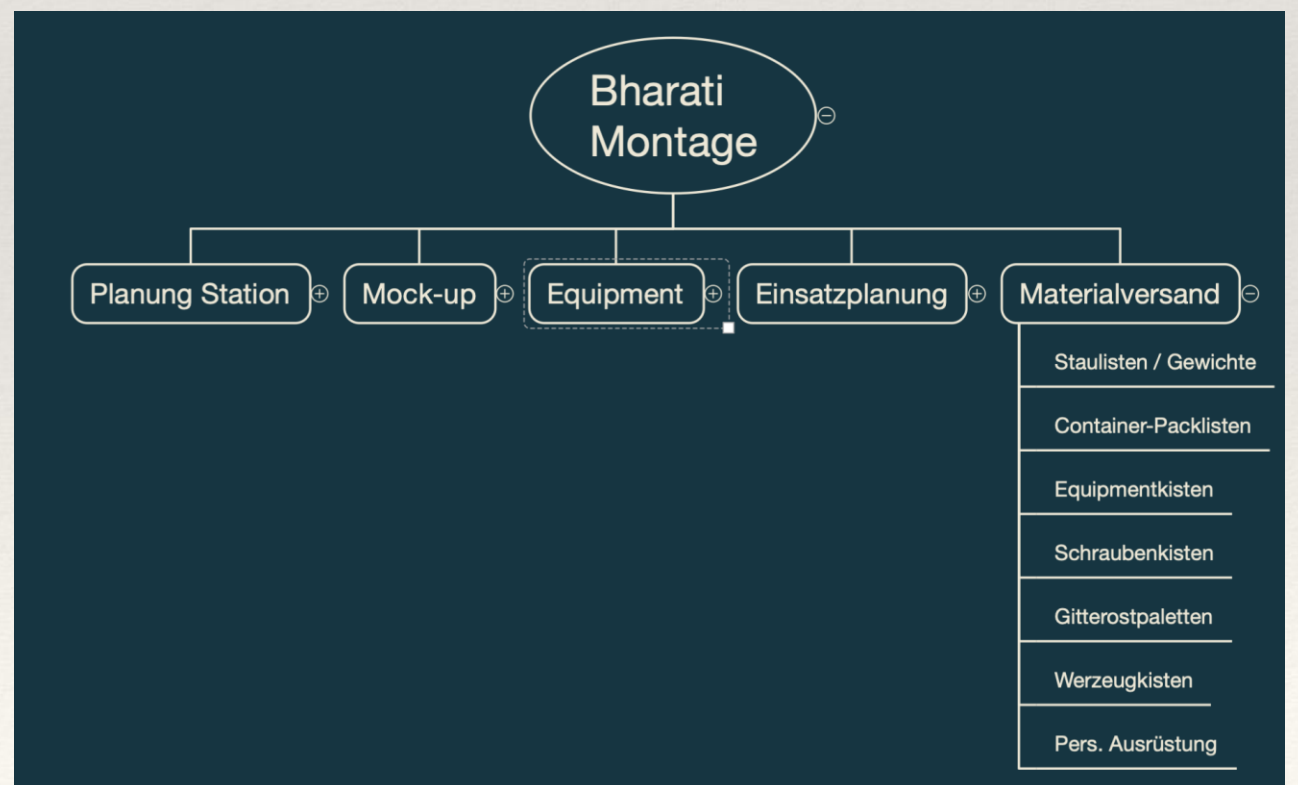 Bharati
Montage
Planung Station
Mock-up
Equipment
Einsatzplanung
Materialversand
Staulisten / Gewichte
Container-Packlisten
Equipmentkisten
Schraubenkisten
Gitterostpaletten
Werzeugkisten
Pers. Ausrüstung